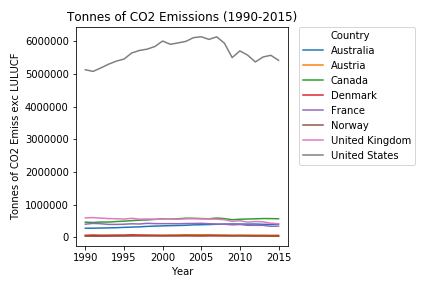 Tonnes of CO2 Emissions (1990-2015)
Tonnes of CO2 Emiss exc LULUCF
6000000
5000000
4000000
3000000
2000000
1000000
0
1990
1995
2000
2005
2010
2015
Year
Country
Australia
Austria
Canada
Denmark
France
Norway
United Kingdom
United States